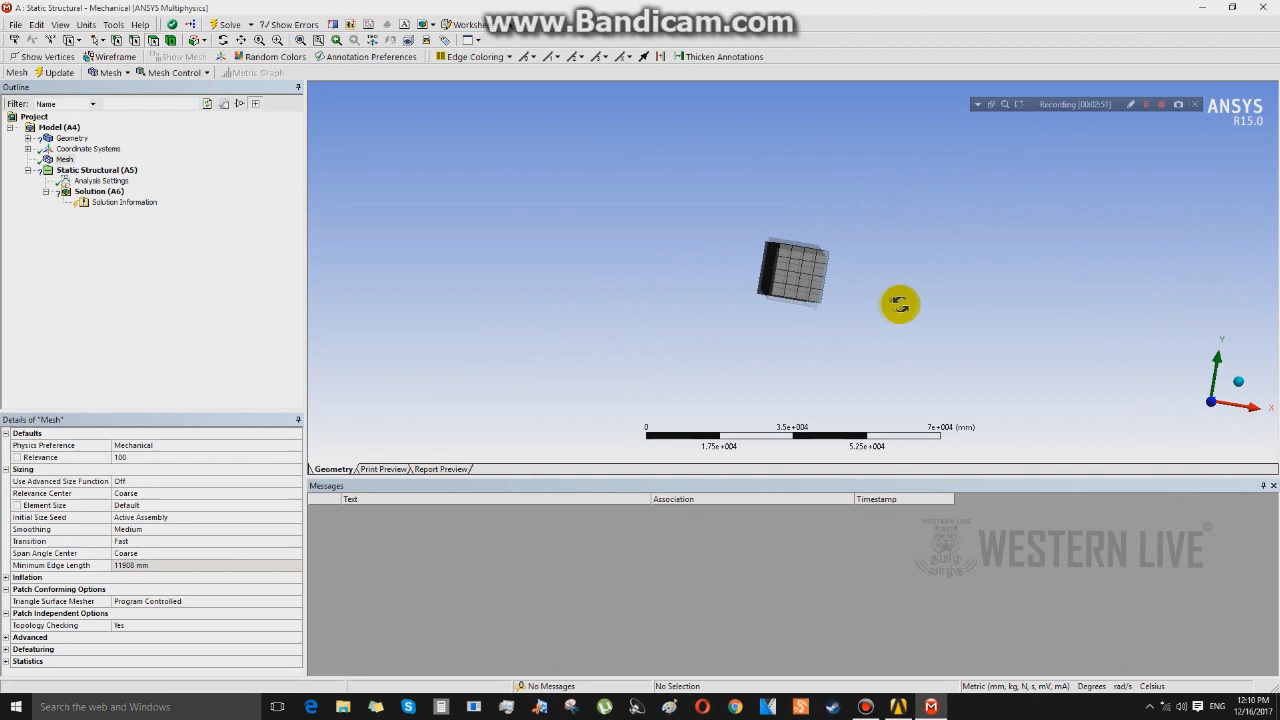 A : Static Structural - Mechanical [ANSYS Multiphysics]
www.Bandicam.com
File Edit View Units Tools Help Solve Show Errors Worksheet
Show Vertices Wireframe Show Mesh Random Colors Annotation Preferences Edge Coloring Thicken Annotations
Mesh Update Mesh Mesh Control Metric Graph
Outline
Filter: Name
Project
Model (A4)
Geometry
Coordinate Systems
Mesh
Static Structural (A5)
Analysis Settings
Solution (A6)
Solution Information
Recording [00:02:51]
ANSYS
R15.0
Y
X
0 3.5e+004 7e+004 (mm)
1.75e+004 5.25e+004
Geometry Print Preview Report Preview
Details of "Mesh"
Defaults
Physics Preference Mechanical
Relevance 100
Sizing
Use Advanced Size Function Off
Relevance Center Coarse
Element Size Default
Initial Size Seed Active Assembly
Smoothing Medium
Transition Fast
Span Angle Center Coarse
Minimum Edge Length 11908 mm
Inflation
Patch Conforming Options
Triangle Surface Mesher Program Controlled
Patch Independent Options
Topology Checking Yes
Advanced
Defeaturing
Statistics
Messages
Text Association Timestamp
WESTERN LIVE
தமிழ்
வாழ்க
WESTERN LIVE
No Messages No Selection Metric (mm, kg, N, s, mV, mA) Degrees rad/s Celsius
Search the web and Windows
ENG
12:10 PM
12/16/2017